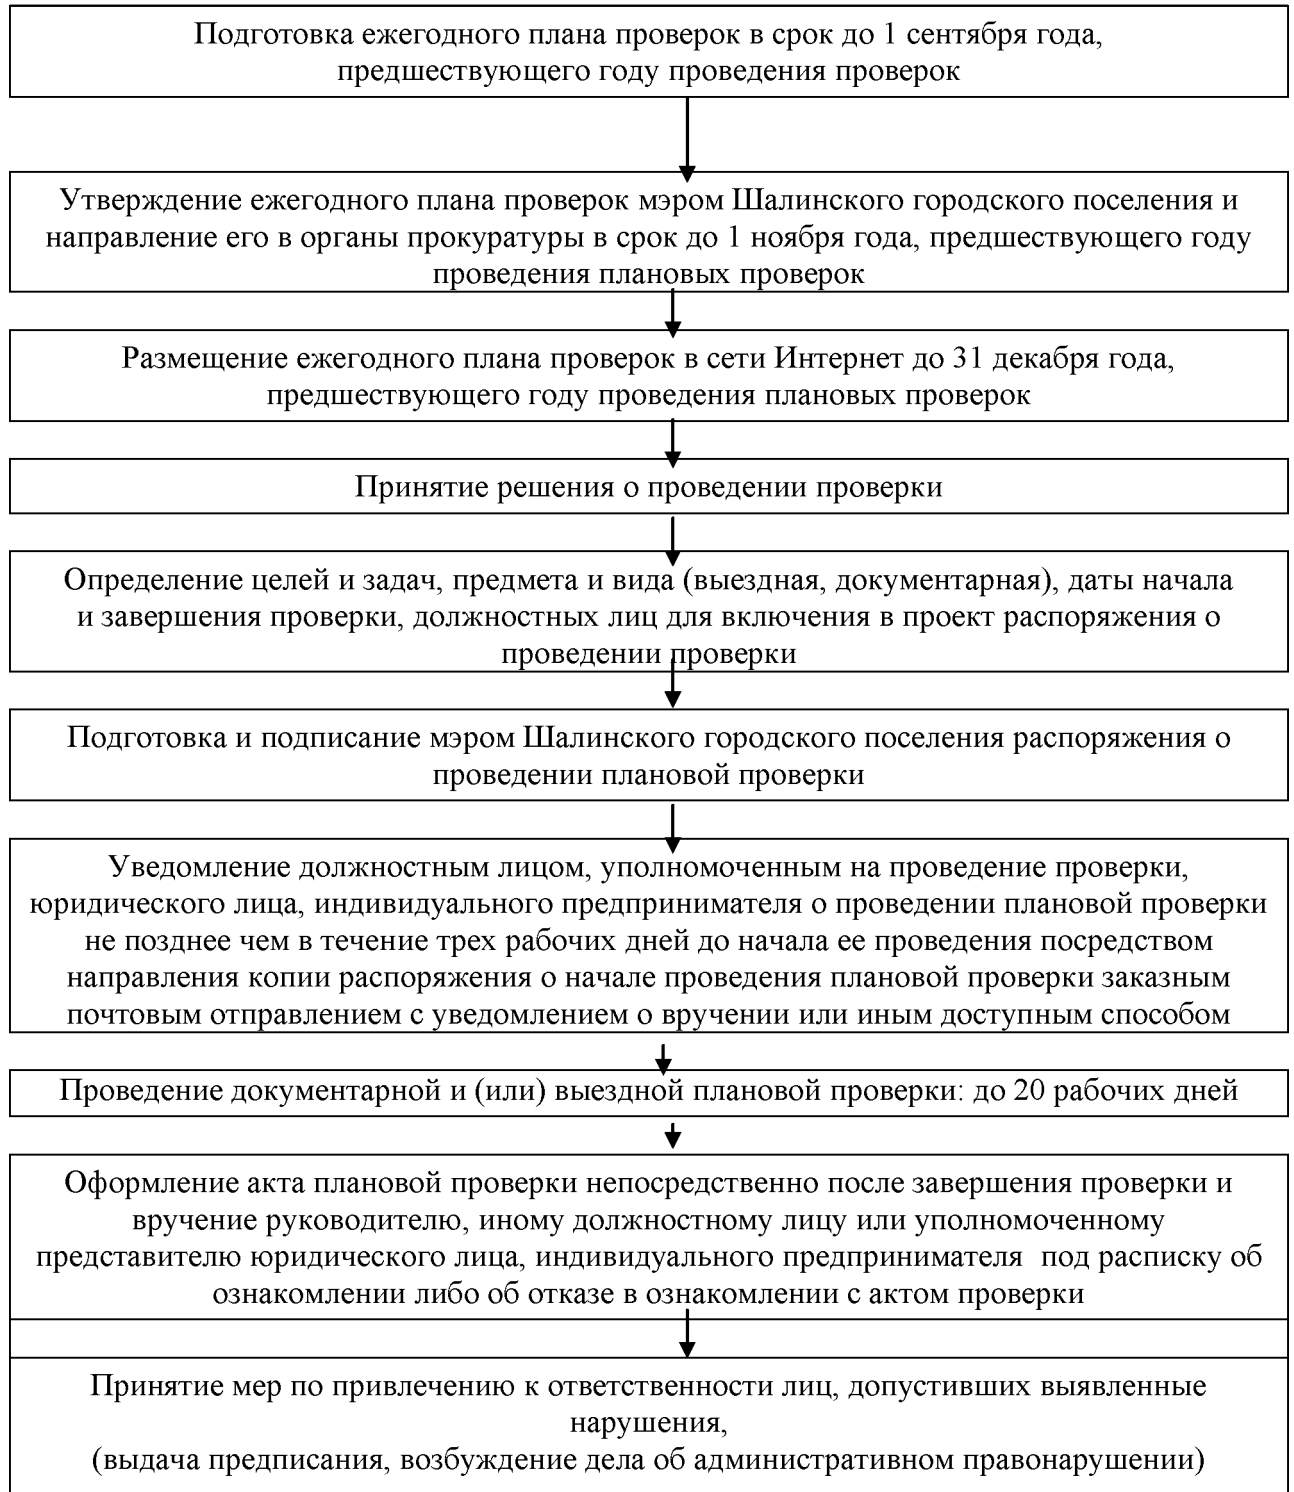 Подготовка ежегодного плана проверок в срок до 1 сентября года,
предшествующего году проведения проверок
Утверждение ежегодного плана проверок мэром Шалинского городского поселения и
направление его в органы прокуратуры в срок до 1 ноября года, предшествующего году
проведения плановых проверок
Размещение ежегодного плана проверок в сети Интернет до 31 декабря года,
предшествующего году проведения плановых проверок
Принятие решения о проведении проверки
Определение целей и задач, предмета и вида (выездная, документарная), даты начала
и завершения проверки, должностных лиц для включения в проект распоряжения о
проведении проверки
Подготовка и подписание мэром Шалинского городского поселения распоряжения о
проведении плановой проверки
Уведомление должностным лицом, уполномоченным на проведение проверки,
юридического лица, индивидуального предпринимателя о проведении плановой проверки
не позднее чем в течение трех рабочих дней до начала ее проведения посредством
направления копии распоряжения о начале проведения плановой проверки заказным
почтовым отправлением с уведомлением о вручении или иным доступным способом
Проведение документарной и (или) выездной плановой проверки: до 20 рабочих дней
Оформление акта плановой проверки непосредственно после завершения проверки и
вручение руководителю, иному должностному лицу или уполномоченному
представителю юридического лица, индивидуального предпринимателя  под расписку об
ознакомлении либо об отказе в ознакомлении с актом проверки
Принятие мер по привлечению к ответственности лиц, допустивших выявленные
нарушения,
(выдача предписания, возбуждение дела об административном правонарушении)